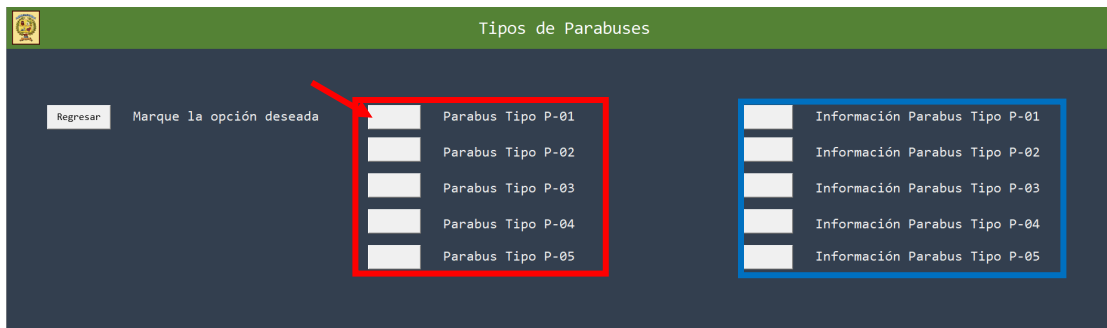 Tipos de Parabuses
Regresar Marque la opción deseada Parabus Tipo P-01 Información Parabus Tipo P-01
Parabus Tipo P-02 Información Parabus Tipo P-02
Parabus Tipo P-03 Información Parabus Tipo P-03
Parabus Tipo P-04 Información Parabus Tipo P-04
Parabus Tipo P-05 Información Parabus Tipo P-05